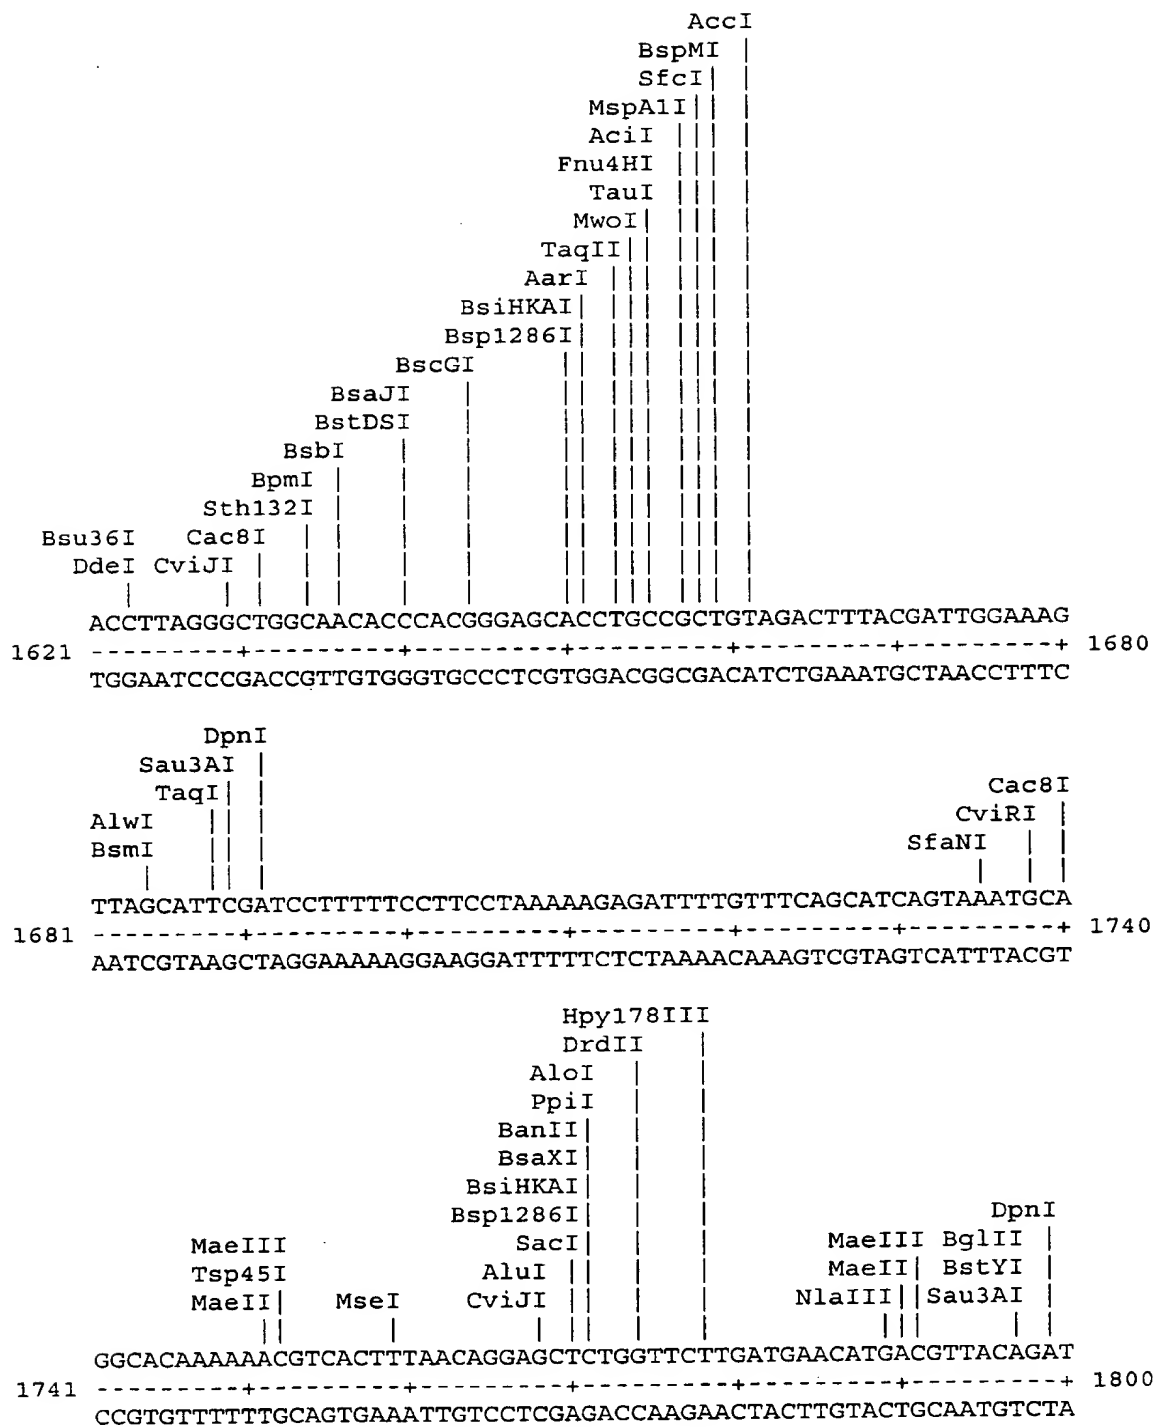 AccI
BspMI
SfcI
MspA1I
AciI
Fnu4HI
TauI
MwoI
TaqII
AarI
BsiHKAI
Bsp1286I
BscGI
BsaJI
BstDSI
BsbI
BpmI
Sth132I
Bsu36I Cac8I
DdeI CviJI
ACCTTAGGGCTGGCAACACCCACGGGAGCACCTGCCGCTGTAGACTTTACGATTGGAAAG
1621 ---------+---------+---------+---------+---------+---------+ 1680
TGGAATCCCGACCGTTGTGGGTGCCCTCGTGGACGGCGACATCTGAAATGCTAACCTTTC
DpnI
Sau3AI
TaqI Cac8I
AlwI CviRI
BsmI SfaNI
TTAGCATTCGATCCTTTTTCCTTCCTAAAAAGAGATTTTGTTTCAGCATCAGTAAATGCA
1681 ---------+---------+---------+---------+---------+---------+ 1740
AATCGTAAGCTAGGAAAAAGGAAGGATTTTTCTCTAAAACAAAGTCGTAGTCATTTACGT
Hpy178III
DrdII
AloI
PpiI
BanII
BsaXI
BsiHKAI
Bsp1286I DpnI
MaeIII SacI MaeIII BglII
Tsp45I AluI MaeII BstYI
MaeII MseI CviJI NlaIII Sau3AI
GGCACAAAAAACGTCACTTTAACAGGAGCTCTGGTTCTTGATGAACATGACGTTACAGAT
1741 ---------+---------+---------+---------+---------+---------+ 1800
CCGTGTTTTTTGCAGTGAAATTGTCCTCGAGACCAAGAACTACTTGTACTGCAATGTCTA